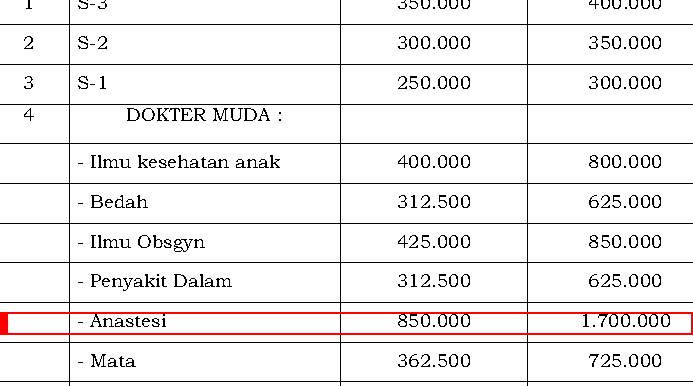 1 S-3 350.000 400.000
2 S-2 300.000 350.000
3 S-1 250.000 300.000
4 DOKTER MUDA :
- Ilmu kesehatan anak 400.000 800.000
- Bedah 312.500 625.000
- Ilmu Obsgyn 425.000 850.000
- Penyakit Dalam 312.500 625.000
- Anastesi 850.000 1.700.000
- Mata 362.500 725.000